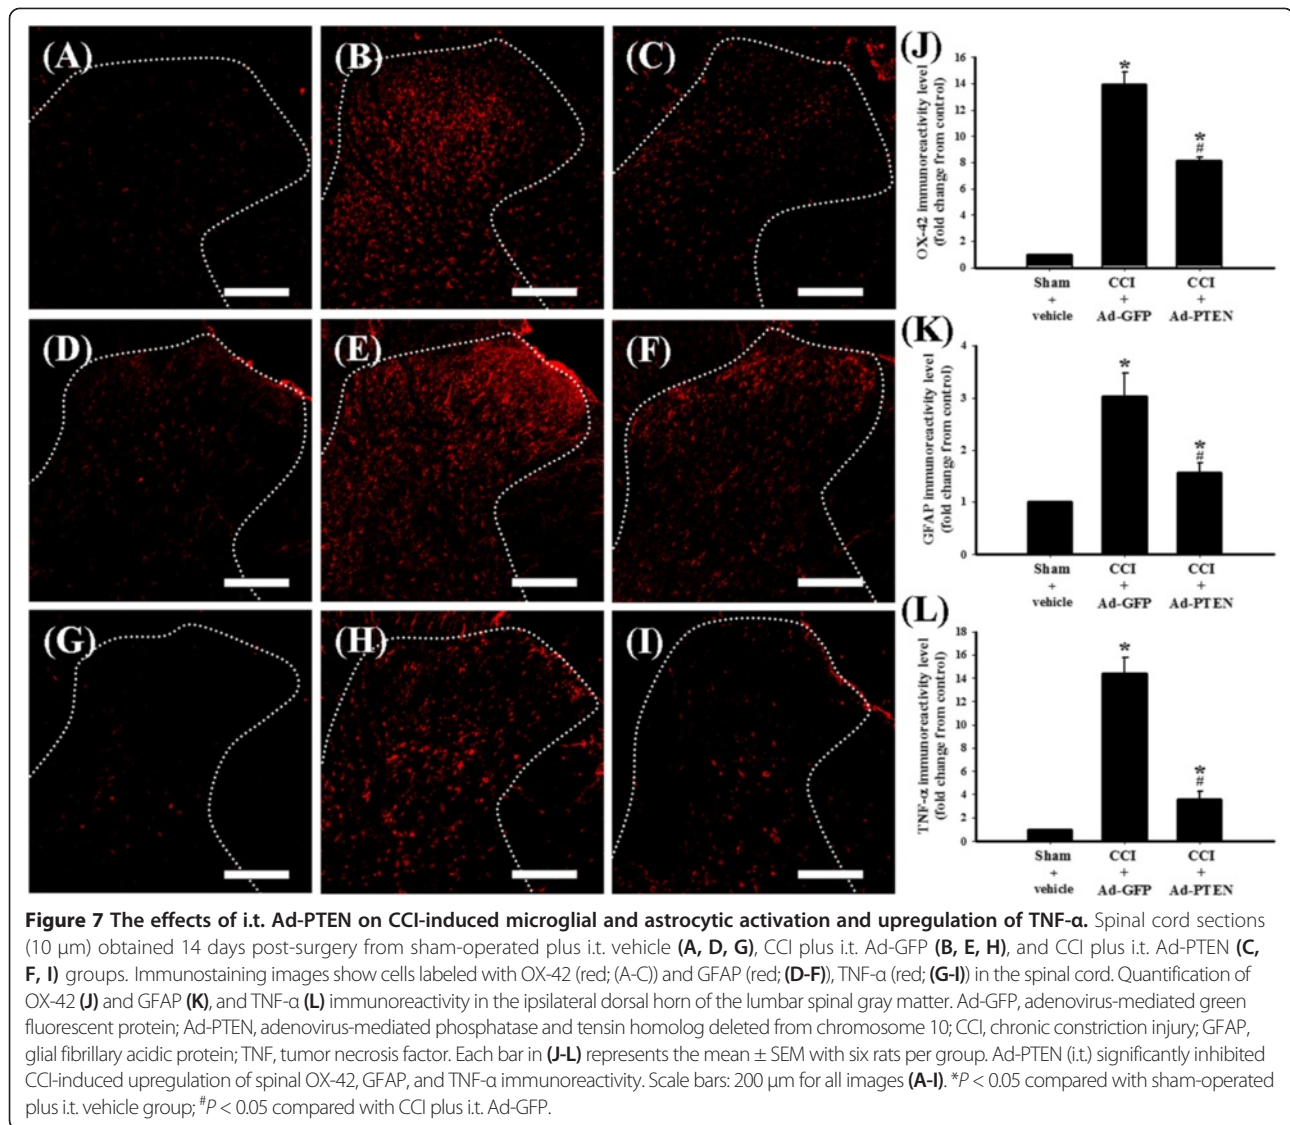 (A)
(B)
(C)
(J)
OX-42 immunoreactivity level
(fold change from control)
16
14
12
10
8
6
4
2
0
*
*
#
Sham
+
vehicle
CCI
+
Ad-GFP
CCI
+
Ad-PTEN
(D)
(E)
(F)
(K)
GFAP immunoreactivity level
(fold change from control)
4
3
2
1
0
*
*
#
Sham
+
vehicle
CCI
+
Ad-GFP
CCI
+
Ad-PTEN
(G)
(H)
(I)
(L)
TNF-α immunoreactivity level
(fold change from control)
18
16
14
12
10
8
6
4
2
0
*
*
#
Sham
+
vehicle
CCI
+
Ad-GFP
CCI
+
Ad-PTEN
Figure 7 The effects of i.t. Ad-PTEN on CCI-induced microglial and astrocytic activation and upregulation of TNF-α. Spinal cord sections
(10 μm) obtained 14 days post-surgery from sham-operated plus i.t. vehicle (A, D, G), CCI plus i.t. Ad-GFP (B, E, H), and CCI plus i.t. Ad-PTEN (C,
F, I) groups. Immunostaining images show cells labeled with OX-42 (red; (A-C)) and GFAP (red; (D-F)), TNF-α (red; (G-I)) in the spinal cord. Quantification of
OX-42 (J) and GFAP (K), and TNF-α (L) immunoreactivity in the ipsilateral dorsal horn of the lumbar spinal gray matter. Ad-GFP, adenovirus-mediated green
fluorescent protein; Ad-PTEN, adenovirus-mediated phosphatase and tensin homolog deleted from chromosome 10; CCI, chronic constriction injury; GFAP,
glial fibrillary acidic protein; TNF, tumor necrosis factor. Each bar in (J-L) represents the mean ± SEM with six rats per group. Ad-PTEN (i.t.) significantly inhibited
CCI-induced upregulation of spinal OX-42, GFAP, and TNF-α immunoreactivity. Scale bars: 200 μm for all images (A-I). *P < 0.05 compared with sham-operated
plus i.t. vehicle group; #P < 0.05 compared with CCI plus i.t. Ad-GFP.